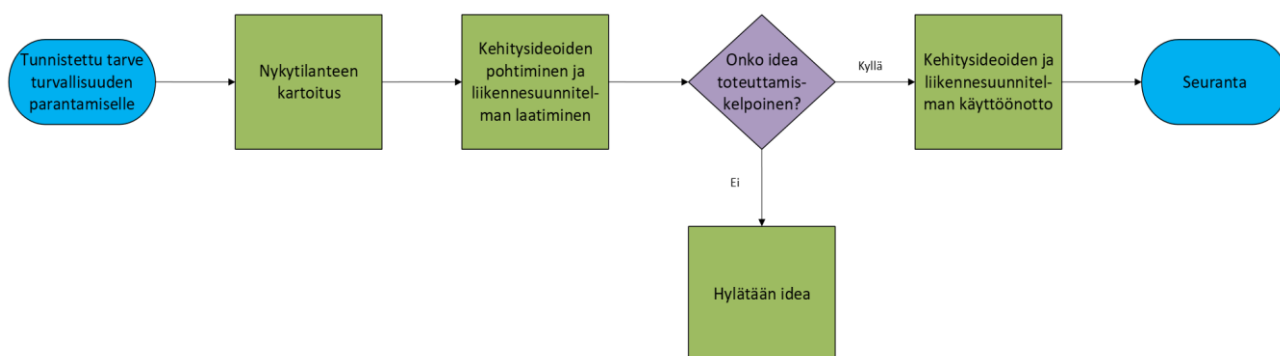 Tunnistettu tarve
turvallisuuden
parantamiselle
Nykytilanteen
kartoitus
Kehitysideoiden
pohtiminen ja
liikennesuunnitel-
man laatiminen
Onko idea
toteuttamis-
kelpoinen?
Kyllä
Kehitysideoiden ja
liikennesuunnitel-
man käyttöönotto
Seuranta
Ei
Hylätään idea